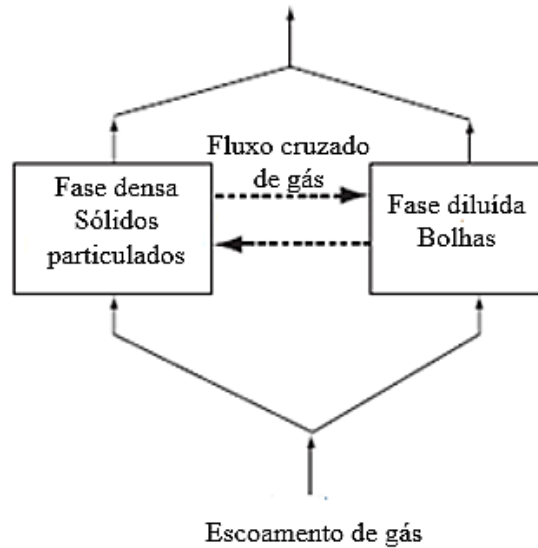 Fluxo cruzado
de gás
Fase densa
Sólidos
particulados
Fase diluída
Bolhas
Escoamento de gás